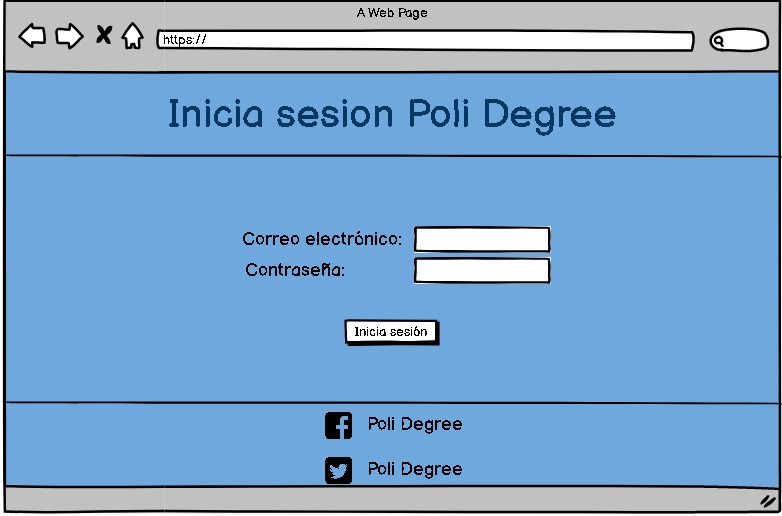 A Web Page
https://
Inicia sesion Poli Degree
Correo electrónico:
Contraseña:
Inicia sesión
Poli Degree
Poli Degree